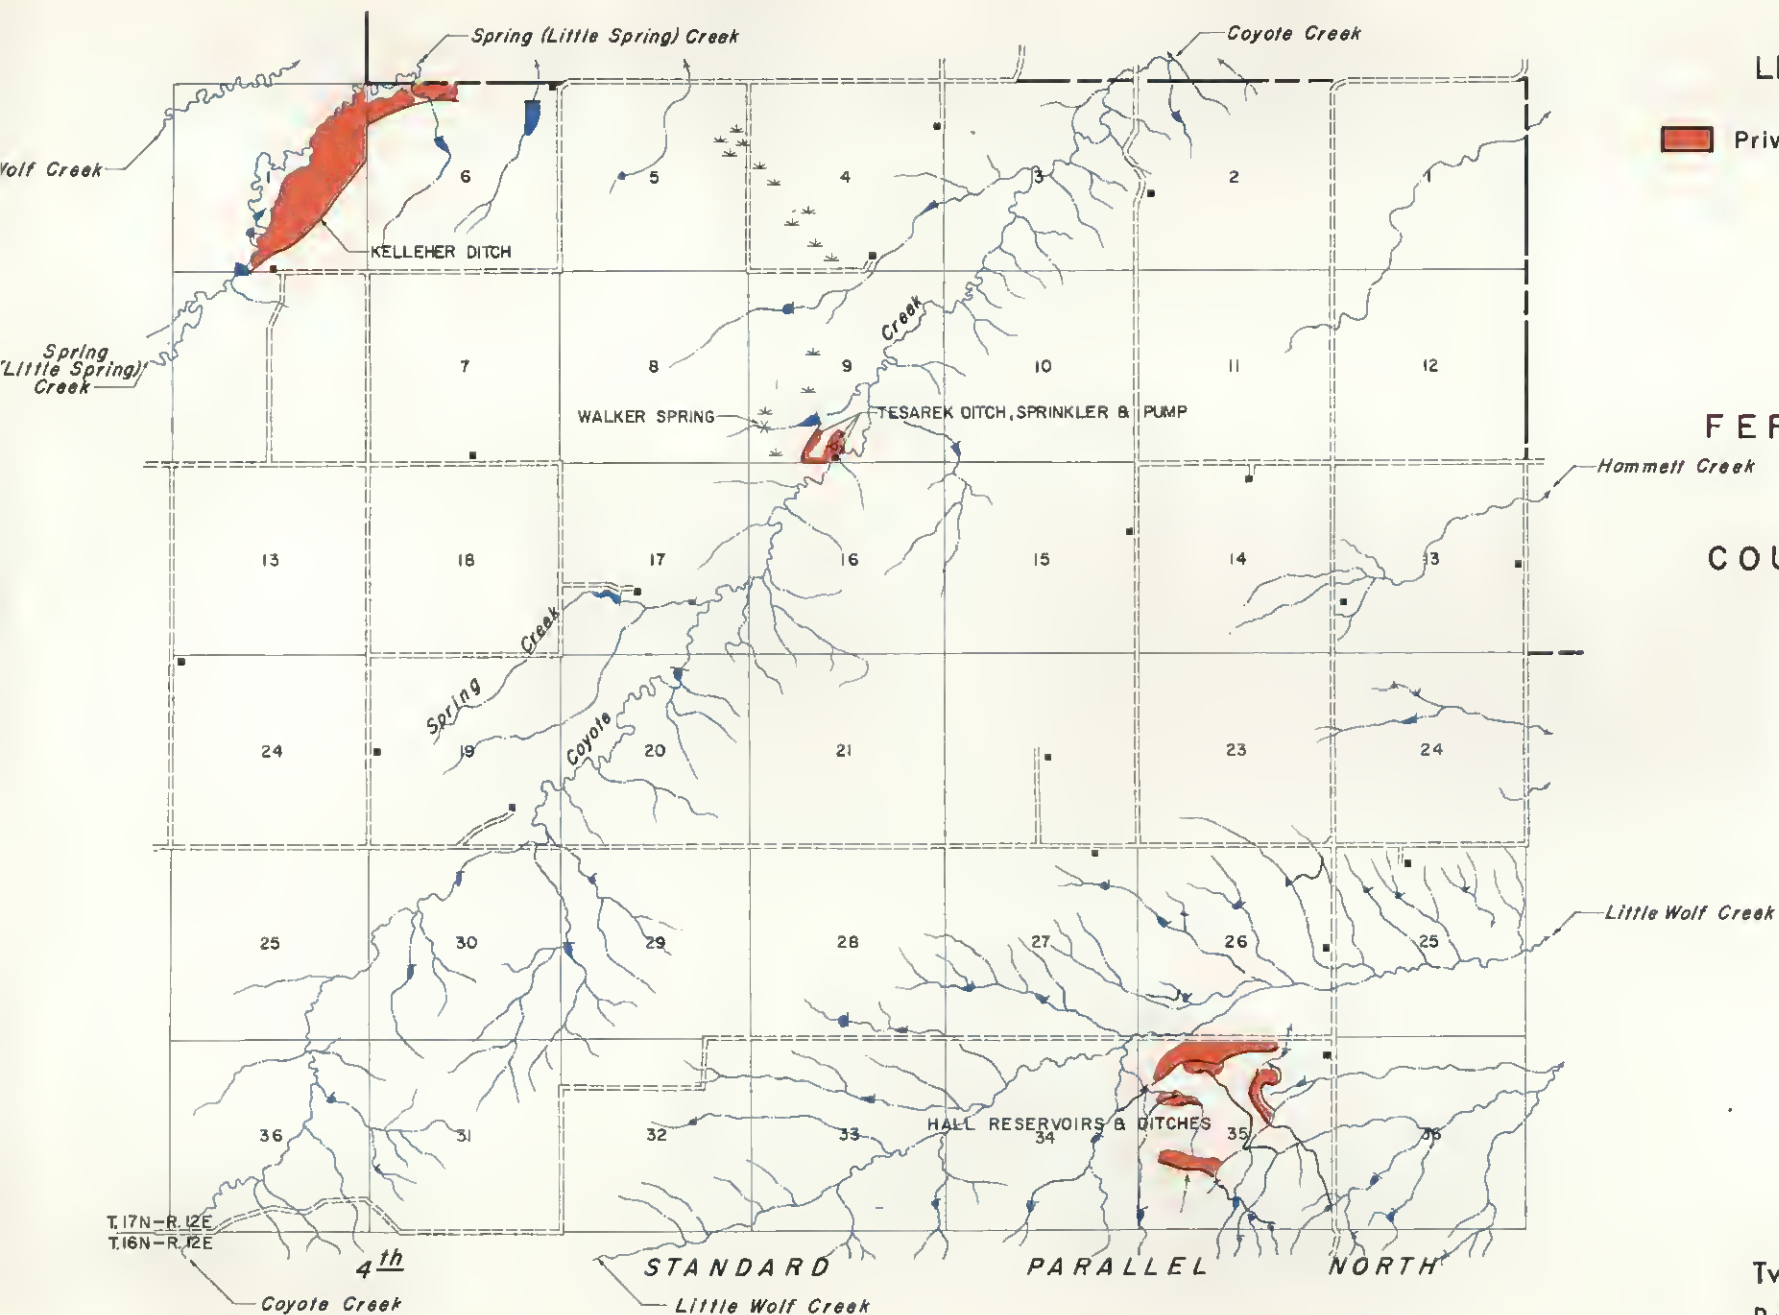 Spring (Little Spring) Creek
Coyote Creek
Wolf Creek
6
5
4
3
2
1
KELLEHER DITCH
Spring
(Little Spring)
Creek
Creek
7
8
9
10
11
12
WALKER SPRING
TESAREK DITCH, SPRINKLER & PUMP
Hammett Creek
13
18
17
16
15
14
13
Spring Creek
Coyote
24
19
20
21
23
24
25
30
29
28
27
26
25
Little Wolf Creek
HALL RESERVOIRS & DITCHES
36
31
32
33
34
35
36
T. 17N-R. 12E
T. 16N-R. 12E
4th STANDARD PARALLEL NORTH
Coyote Creek
Little Wolf Creek